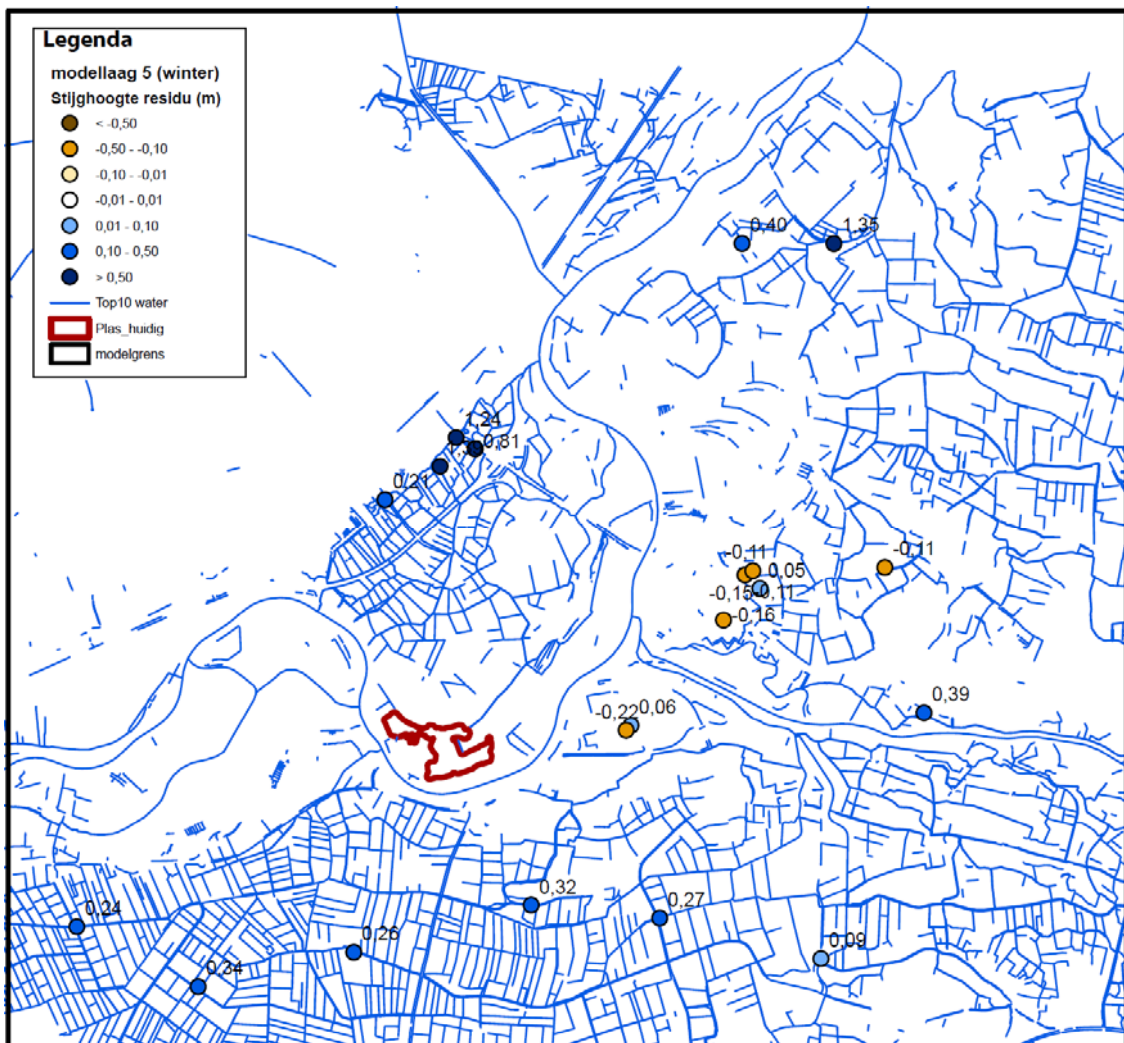 Legenda
modellaag 5 (winter)
Stijghoogte residu (m)
< -0,50
-0,50 - -0,10
-0,10 - -0,01
-0,01 - 0,01
0,01 - 0,10
0,10 - 0,50
> 0,50
Top10 water
Plas_huidig
modelgrens
0,40
1,35
1,24
0,81
0,21
-0,11
0,05
-0,11
-0,15
-0,11
-0,16
0,39
-0,22
0,06
0,32
0,27
0,24
0,26
0,09
0,34